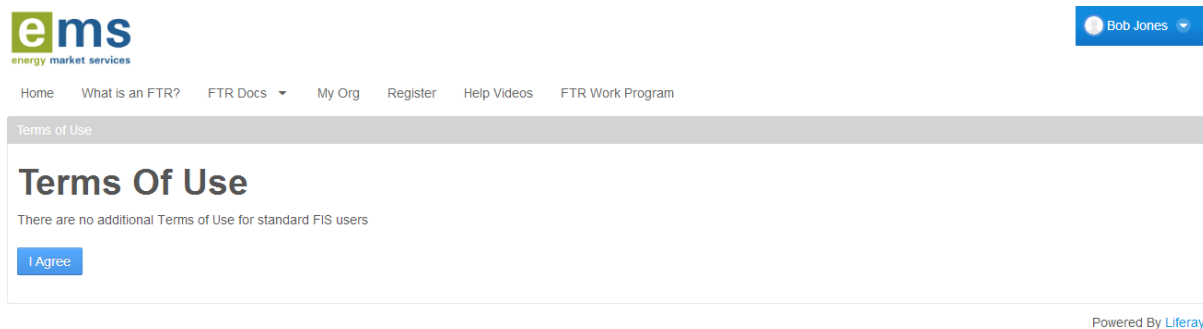 ems
energy market services
Bob Jones
Home What is an FTR? FTR Docs My Org Register Help Videos FTR Work Program
Terms of Use
Terms Of Use
There are no additional Terms of Use for standard FIS users
I Agree
Powered By Liferay